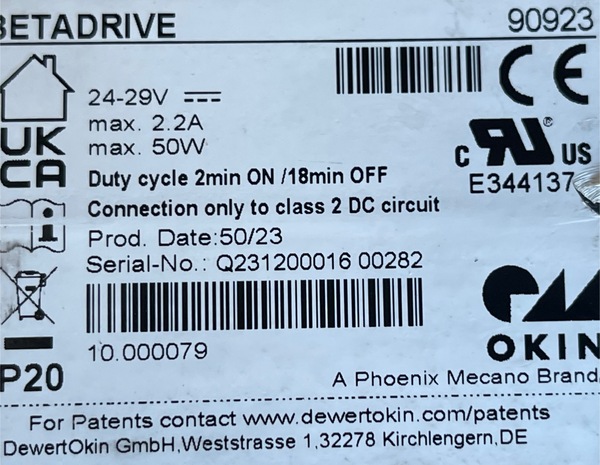 BETADRIVE 90923
24-29V
max. 2.2A
max. 50W
UK
CA
CE
c RU ® US
E344137
Duty cycle 2min ON /18min OFF
Connection only to class 2 DC circuit
i
Prod. Date:50/23
Serial-No.: Q231200016 00282
10.000079
P20
OKIN
A Phoenix Mecano Brand
For Patents contact www.dewertokin.com/patents
DewertOkin GmbH,Weststrasse 1,32278 Kirchlengern,DE